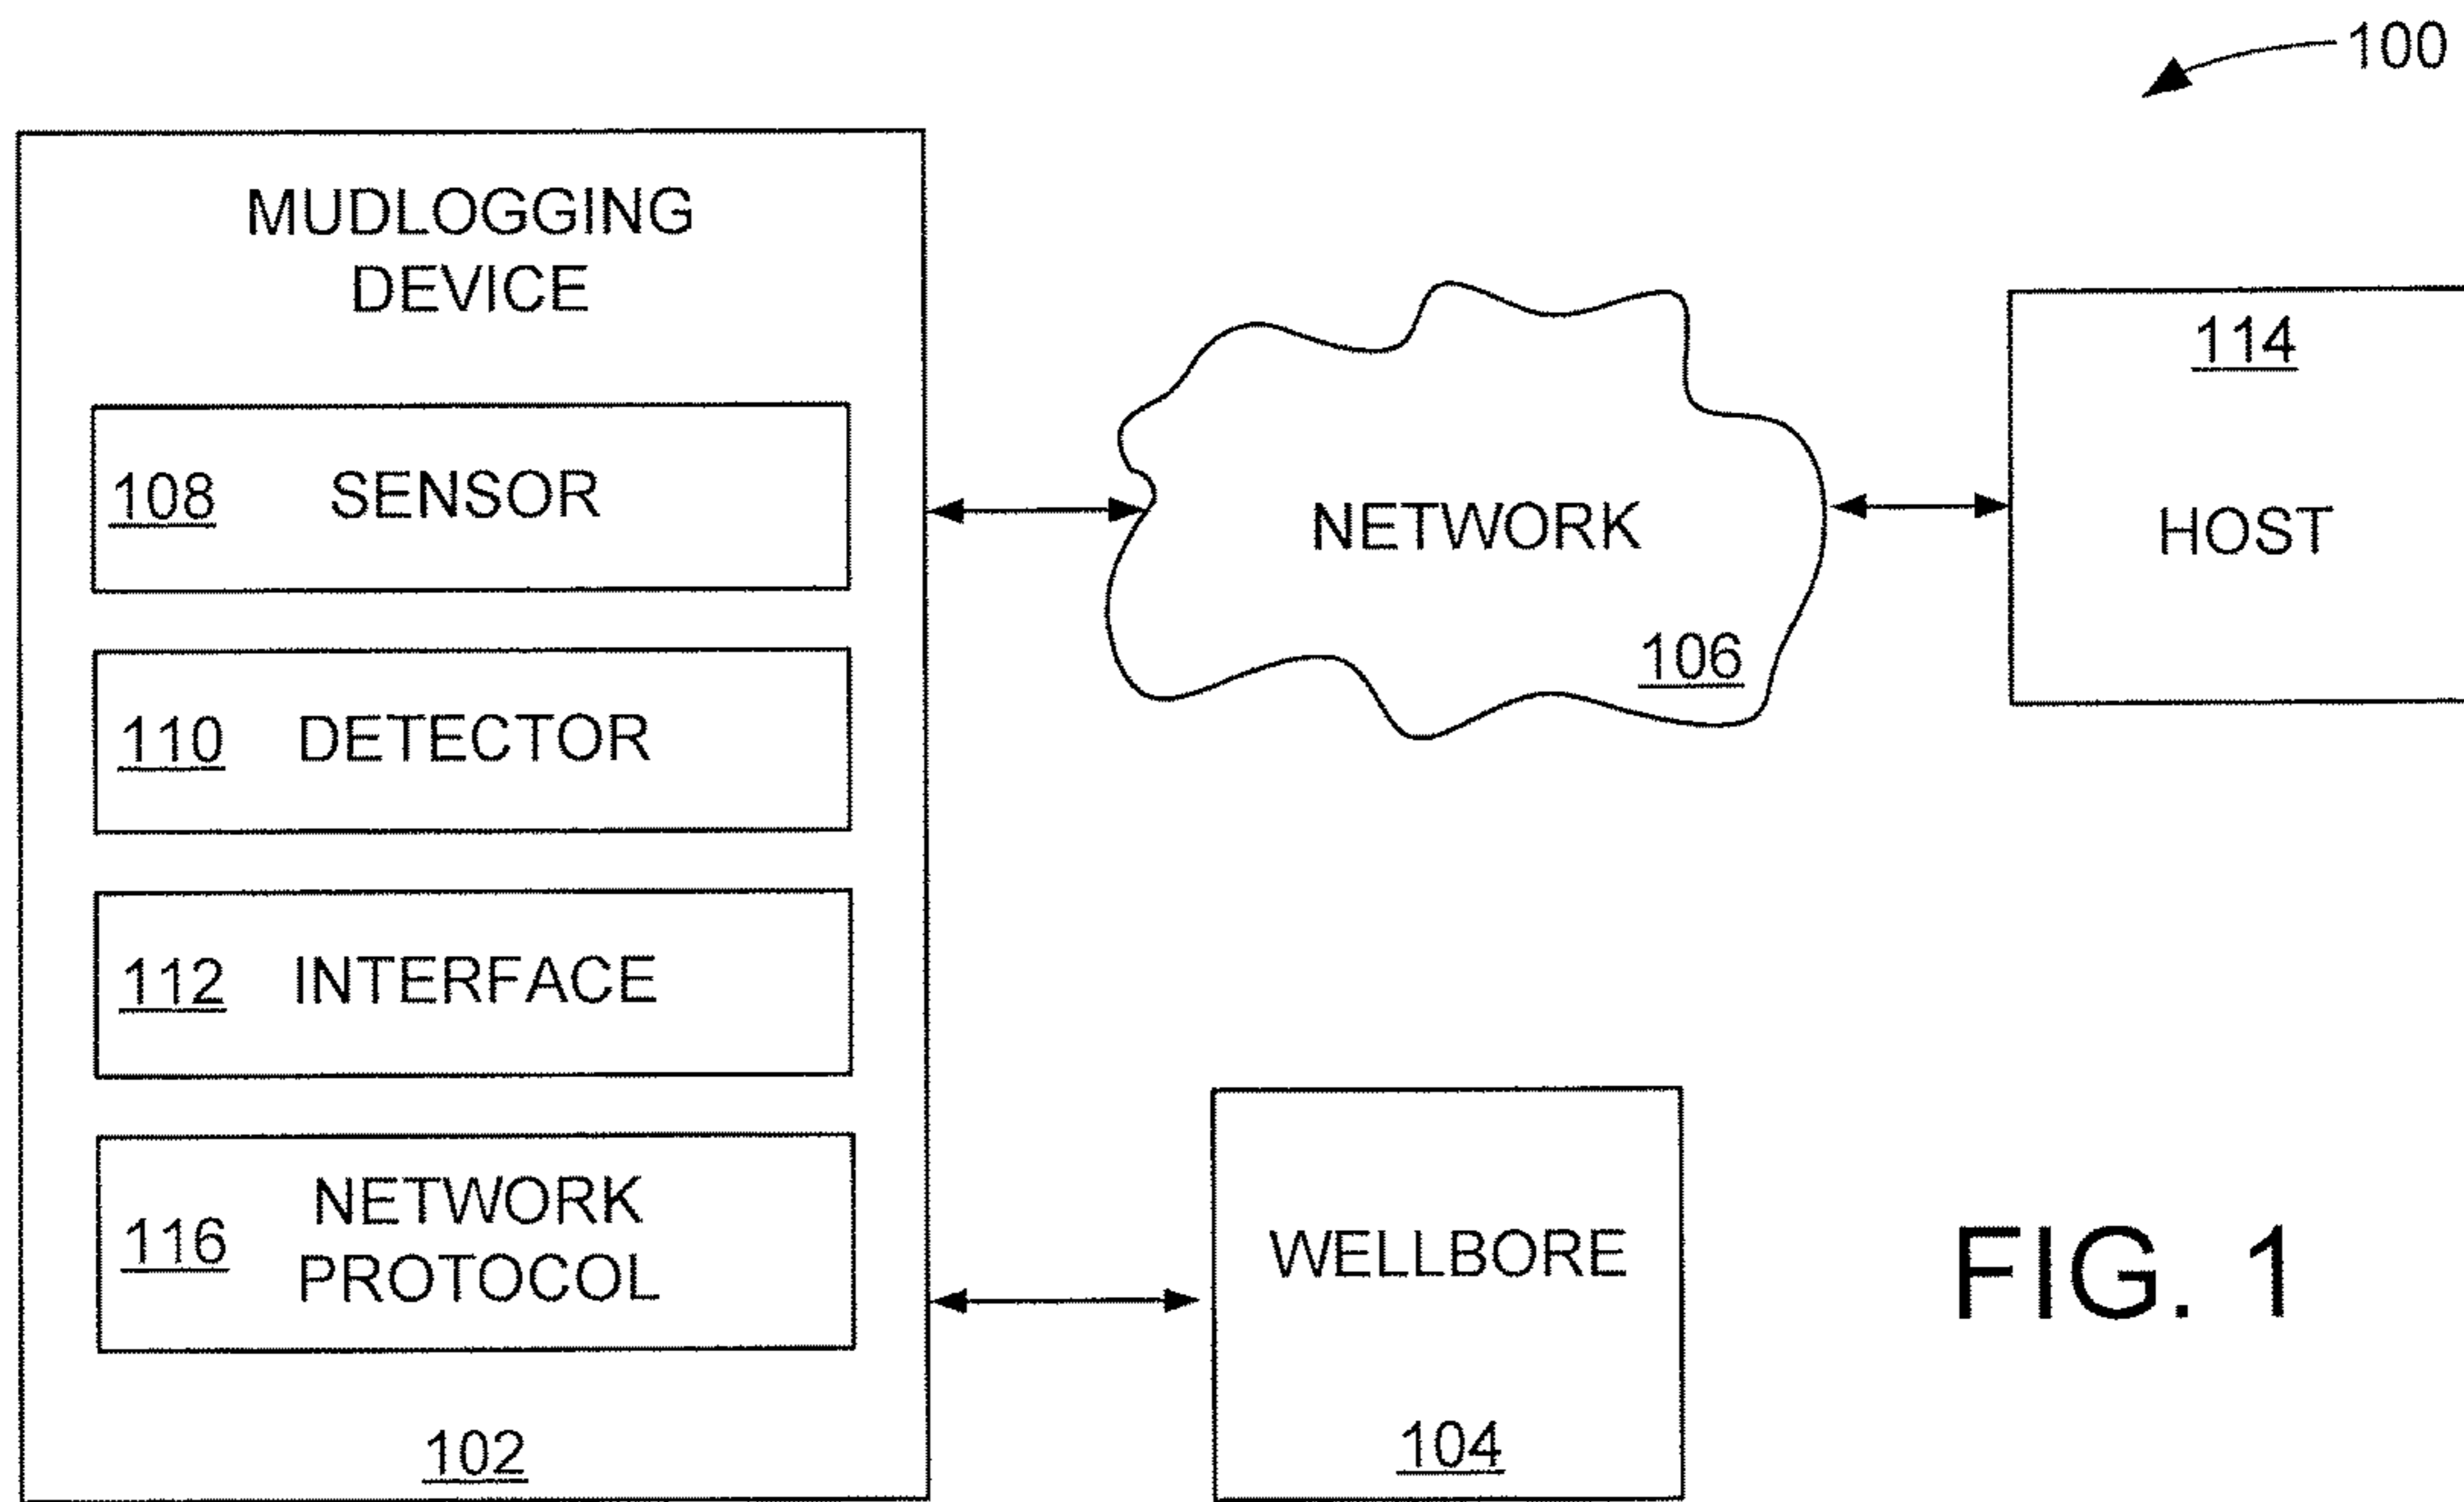 100
MUDLOGGING
DEVICE
108 SENSOR
110 DETECTOR
112 INTERFACE
116 NETWORK
PROTOCOL
102
NETWORK
106
114
HOST
WELLBORE
104
FIG. 1